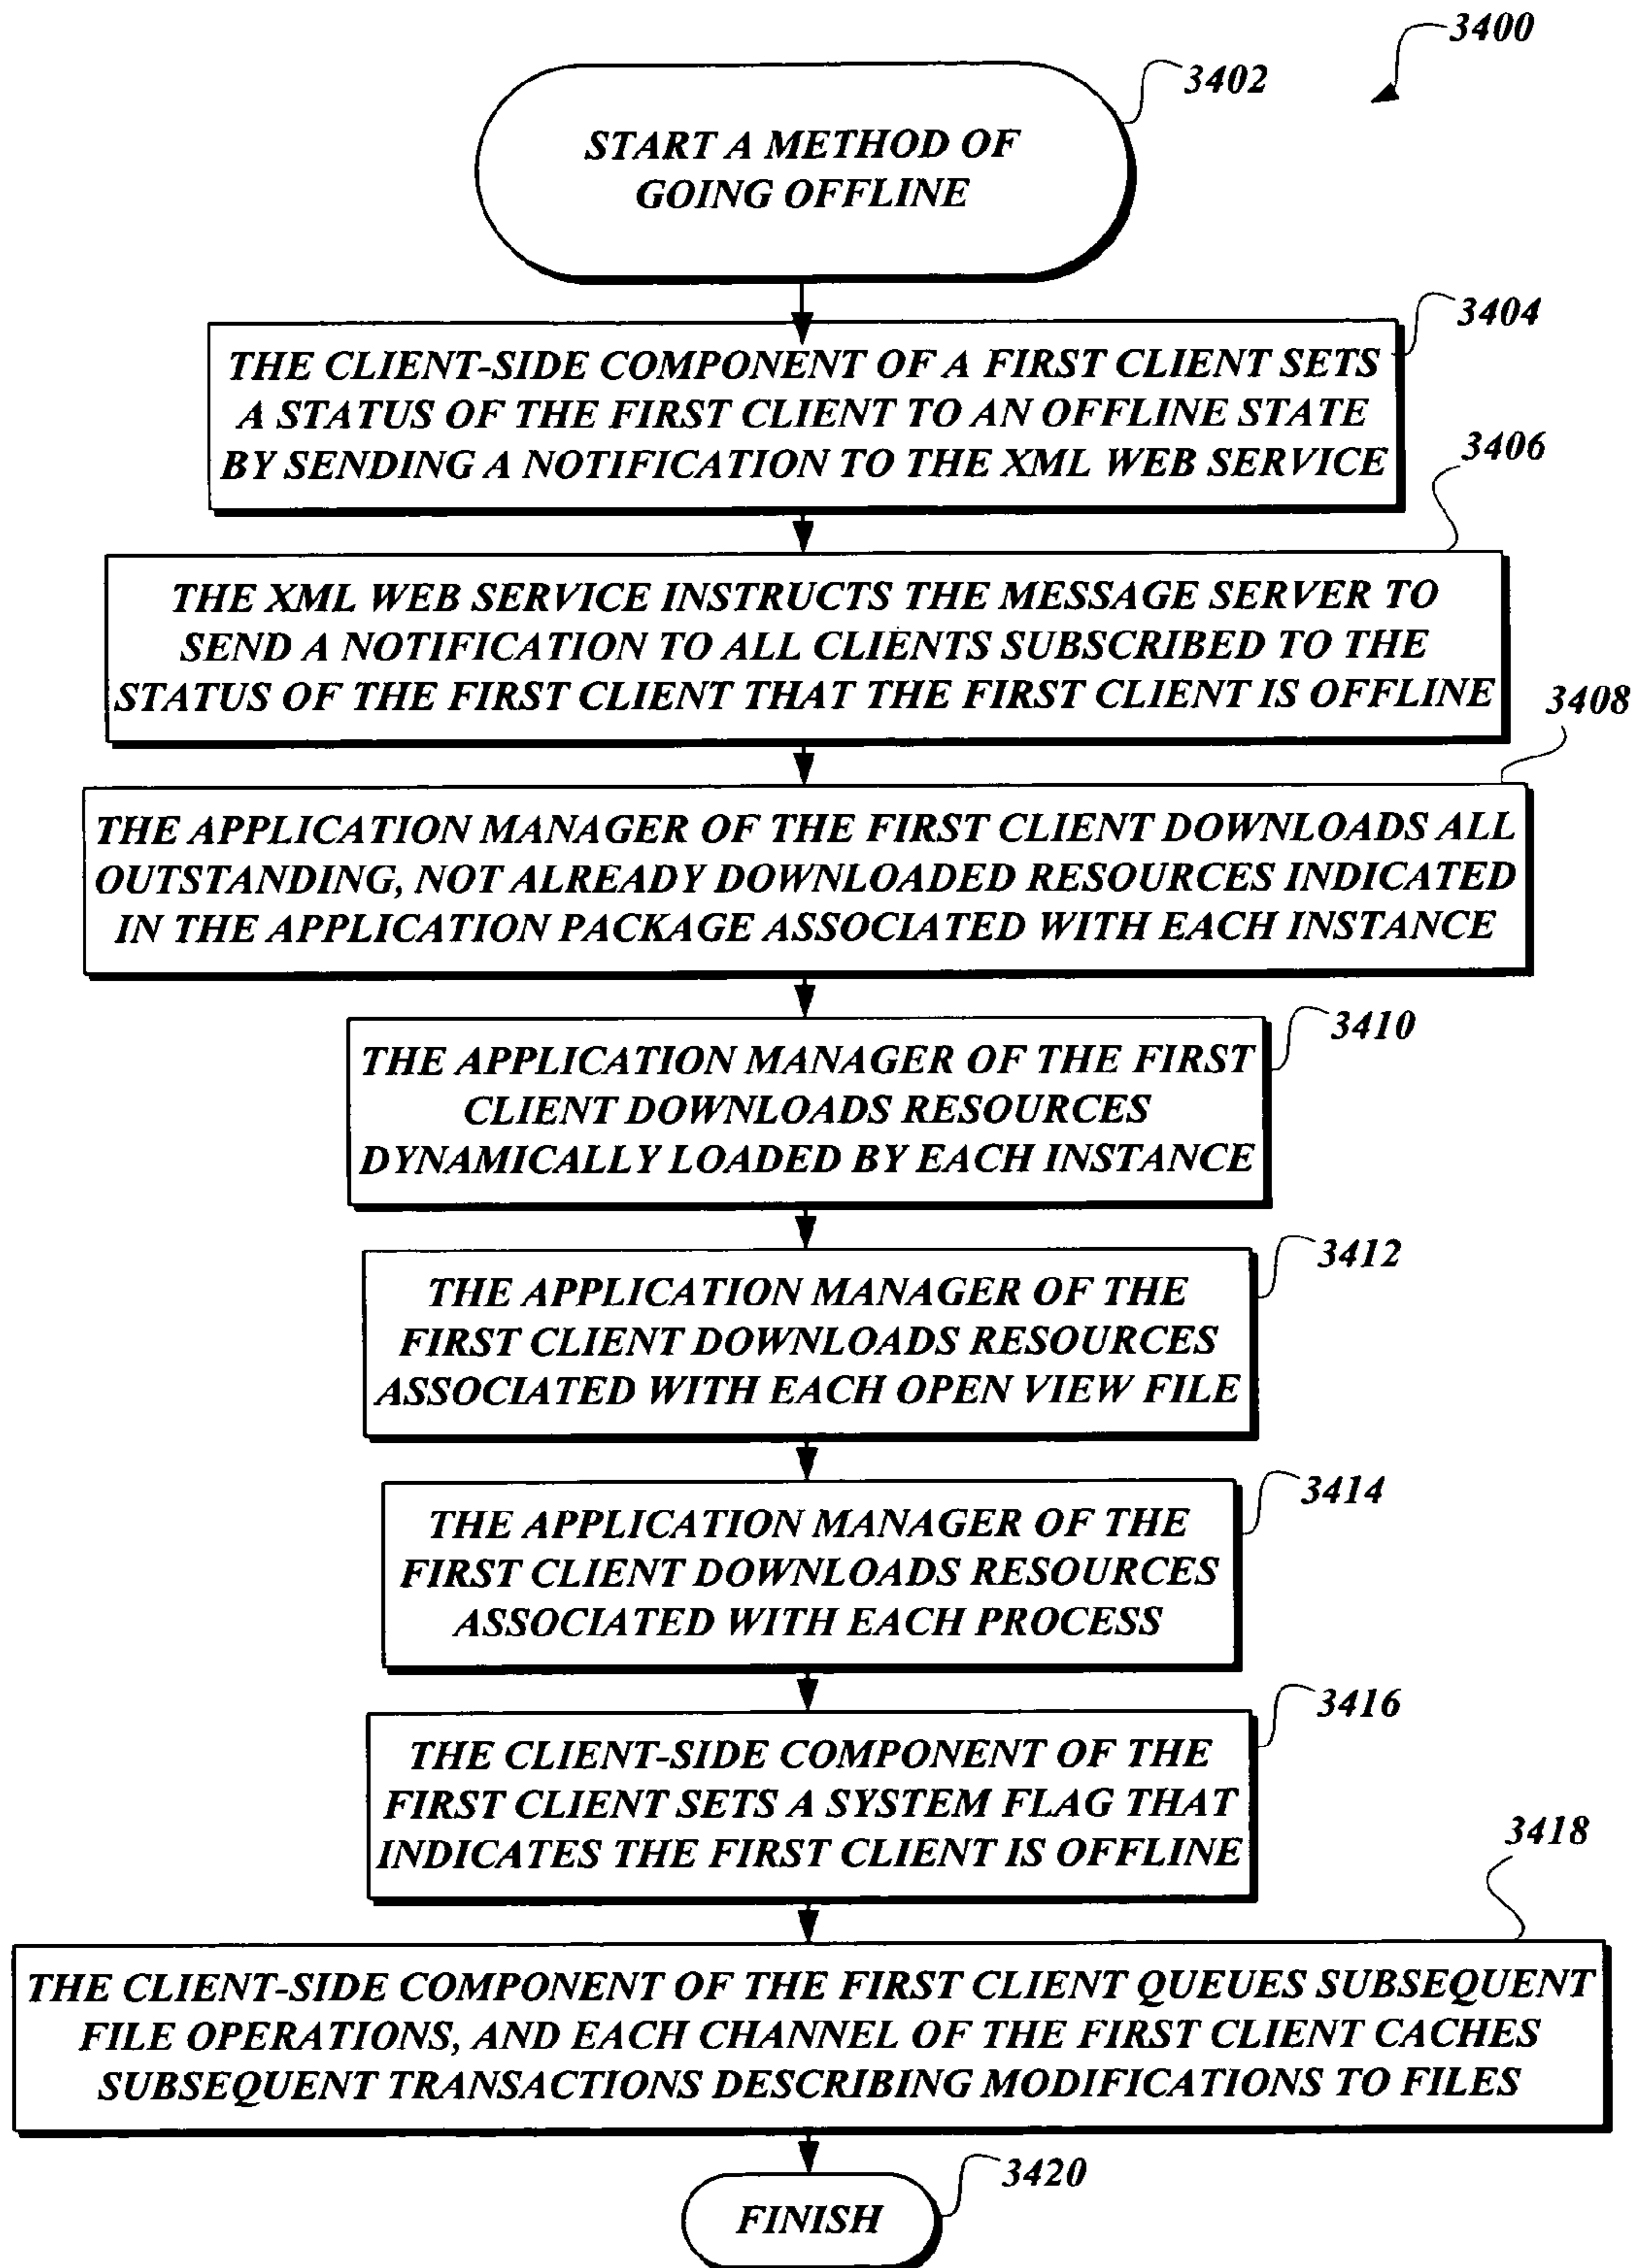 3400
3402
START A METHOD OF
GOING OFFLINE
3404
THE CLIENT-SIDE COMPONENT OF A FIRST CLIENT SETS
A STATUS OF THE FIRST CLIENT TO AN OFFLINE STATE
BY SENDING A NOTIFICATION TO THE XML WEB SERVICE
3406
THE XML WEB SERVICE INSTRUCTS THE MESSAGE SERVER TO
SEND A NOTIFICATION TO ALL CLIENTS SUBSCRIBED TO THE
STATUS OF THE FIRST CLIENT THAT THE FIRST CLIENT IS OFFLINE
3408
THE APPLICATION MANAGER OF THE FIRST CLIENT DOWNLOADS ALL
OUTSTANDING, NOT ALREADY DOWNLOADED RESOURCES INDICATED
IN THE APPLICATION PACKAGE ASSOCIATED WITH EACH INSTANCE
3410
THE APPLICATION MANAGER OF THE FIRST
CLIENT DOWNLOADS RESOURCES
DYNAMICALLY LOADED BY EACH INSTANCE
3412
THE APPLICATION MANAGER OF THE
FIRST CLIENT DOWNLOADS RESOURCES
ASSOCIATED WITH EACH OPEN VIEW FILE
3414
THE APPLICATION MANAGER OF THE
FIRST CLIENT DOWNLOADS RESOURCES
ASSOCIATED WITH EACH PROCESS
3416
THE CLIENT-SIDE COMPONENT OF THE
FIRST CLIENT SETS A SYSTEM FLAG THAT
INDICATES THE FIRST CLIENT IS OFFLINE
3418
THE CLIENT-SIDE COMPONENT OF THE FIRST CLIENT QUEUES SUBSEQUENT
FILE OPERATIONS, AND EACH CHANNEL OF THE FIRST CLIENT CACHES
SUBSEQUENT TRANSACTIONS DESCRIBING MODIFICATIONS TO FILES
3420
FINISH